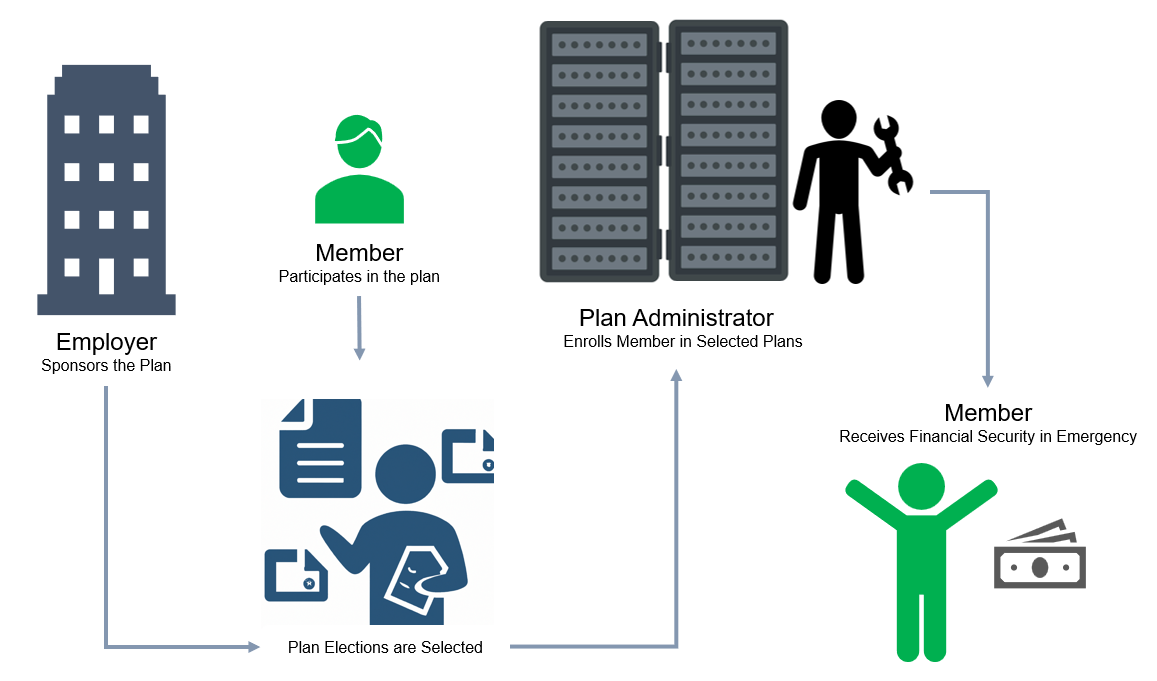 Employer
Sponsors the Plan
Member
Participates in the plan
Plan Elections are Selected
Plan Administrator
Enrolls Member in Selected Plans
Member
Receives Financial Security in Emergency